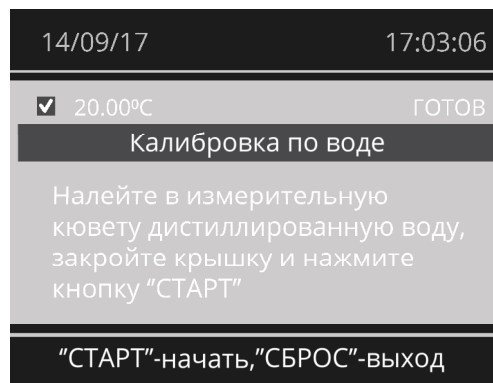 14/09/17 17:03:06
20.00ºC ГОТОВ
Калибровка по воде
Налейте в измерительную
кювету дистиллированную воду,
закройте крышку и нажмите
кнопку “СТАРТ”
“СТАРТ”-начать,”СБРОС”-выход